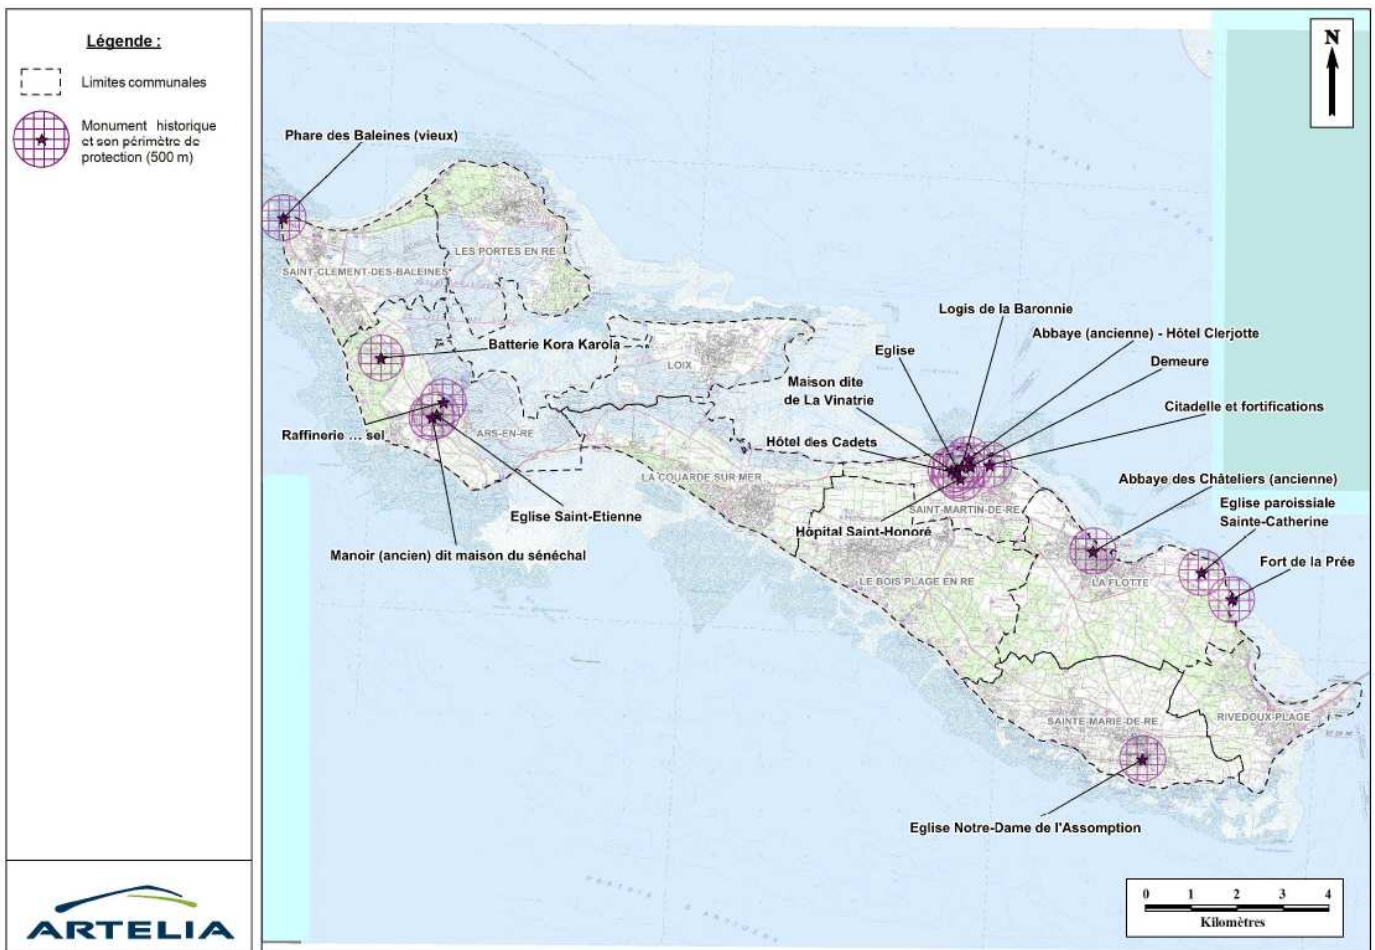 Légende :
Limites communales
Monument historique
et son périmètre de
protection (500 m)
N
Phare des Baleines (vieux)
LES PORTES EN RE
SAINT-CLEMENT-DES-BALEINES
Logis de la Baronnie
Abbaye (ancienne) - Hôtel Clerjotte
Batterie Kora Karola
Eglise
Demeure
LOIX
Maison dite
de La Vinatrie
Citadelle et fortifications
Raffinerie ... sel
ARS-EN-RE
Hôtel des Cadets
LA COUARDE SUR MER
Abbaye des Châteliers (ancienne)
Eglise Saint-Etienne
SAINT-MARTIN-DE-RE
Eglise paroissiale
Sainte-Catherine
Hôpital Saint-Honoré
Manoir (ancien) dit maison du sénéchal
Fort de la Prée
LE BOIS PLAGE EN RE
LA FLOTTE
SAINTE-MARIE-DE-RE
RIVEDOUX-PLAGE
Eglise Notre-Dame de l'Assomption
0 1 2 3 4
Kilomètres
ARTELIA